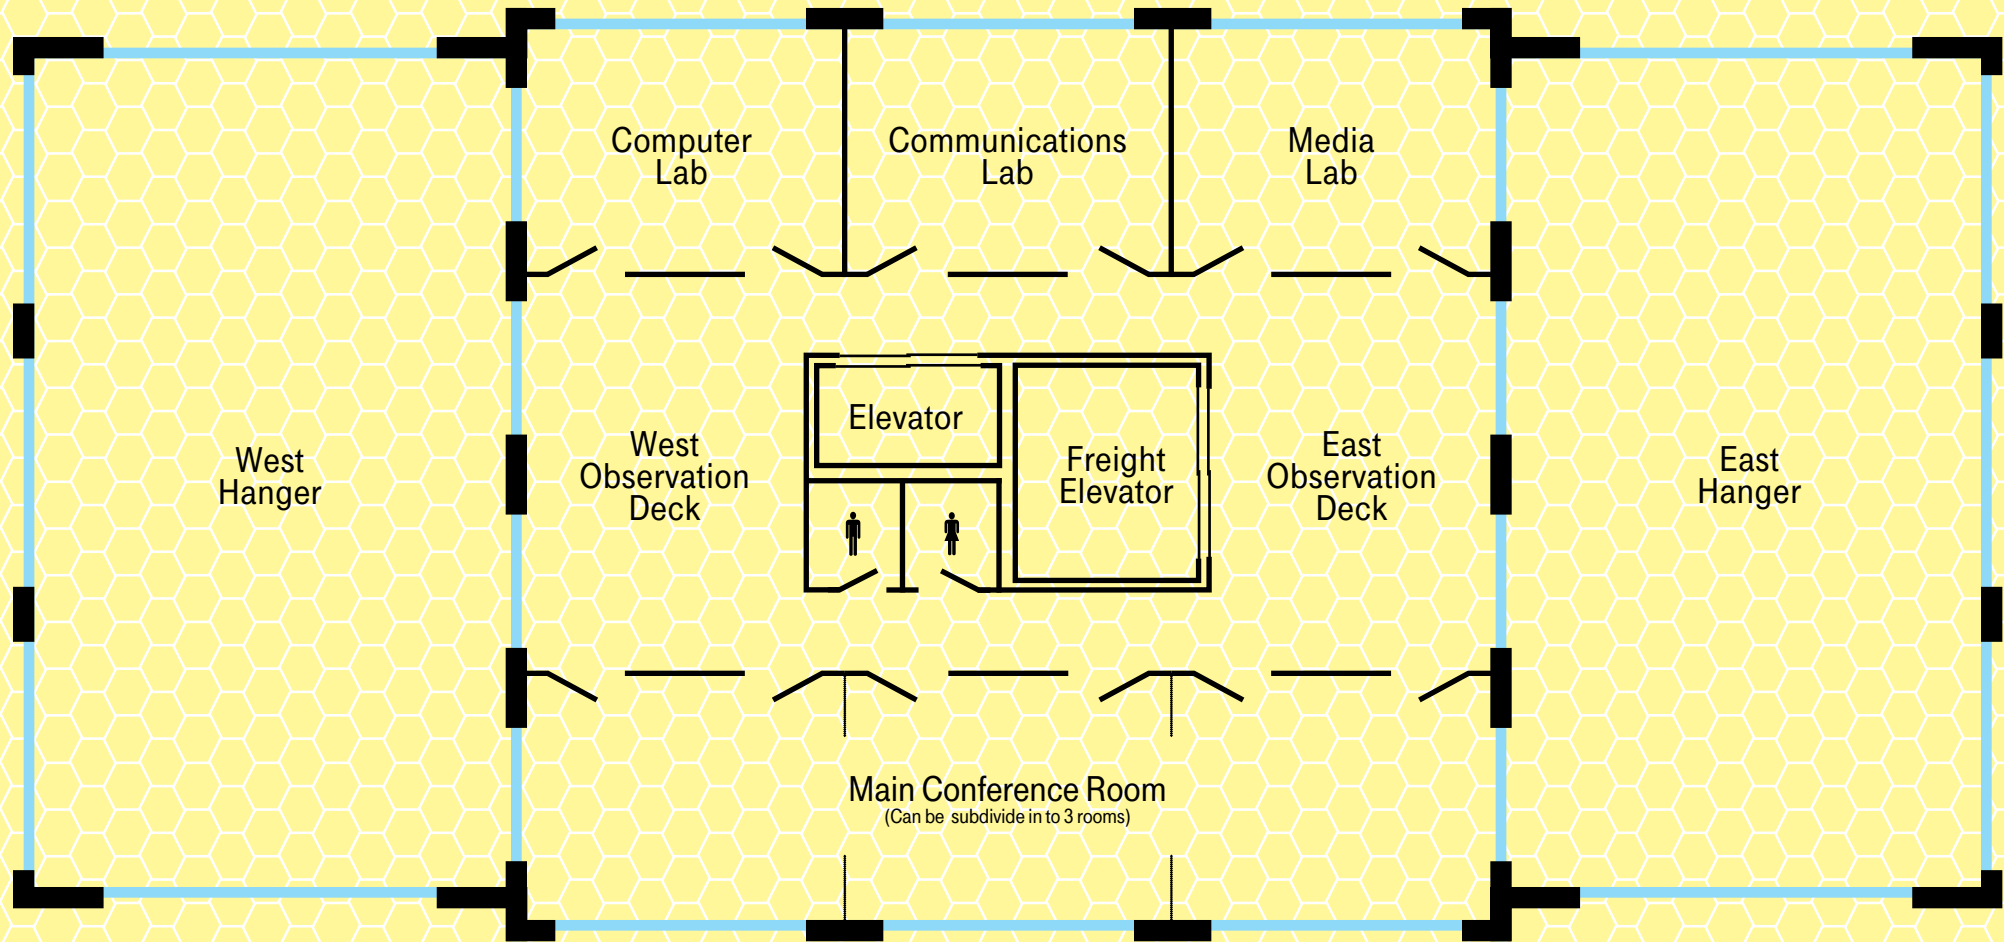 Computer
Lab
Communications
Lab
Media
Lab
West
Hanger
West
Observation
Deck
Elevator
Freight
Elevator
East
Observation
Deck
East
Hanger
Main Conference Room
(Can be subdivide in to 3 rooms)